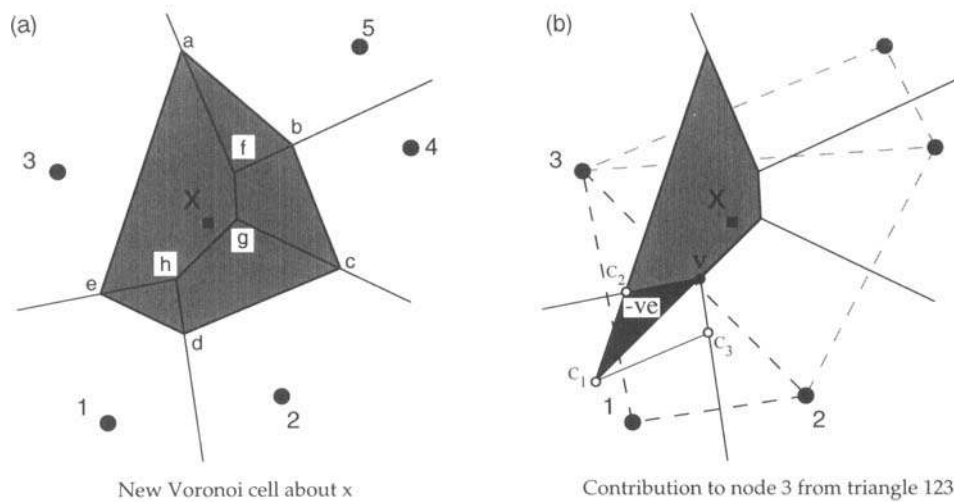 (a)
5
a
b
f
4
3
X
g
h
e
c
d
1
2
New Voronoi cell about x
(b)
3
X
v
C2
-ve
C3
C1
1
2
Contribution to node 3 from triangle 123